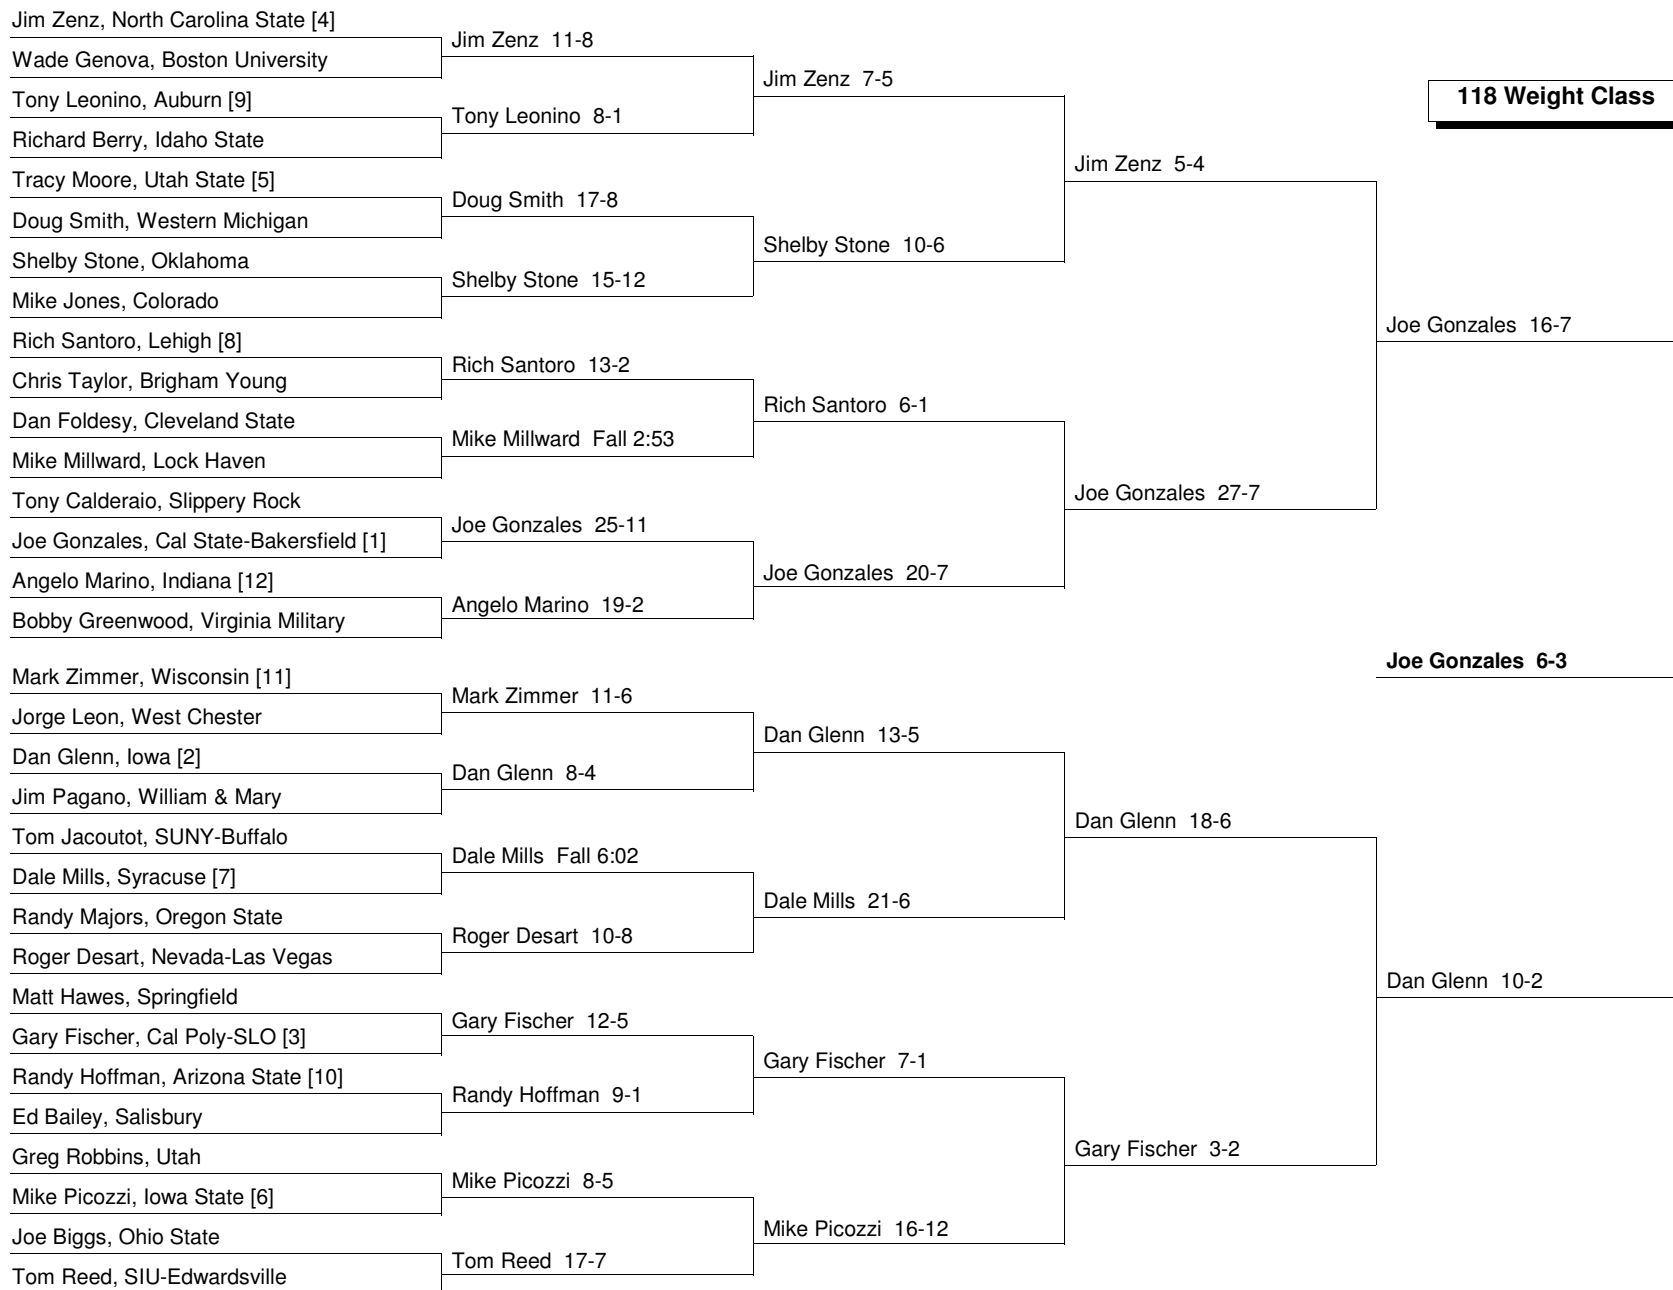 Jim Zenz, North Carolina State [4]
Wade Genova, Boston University
Tony Leonino, Auburn [9]
Richard Berry, Idaho State
Tracy Moore, Utah State [5]
Doug Smith, Western Michigan
Shelby Stone, Oklahoma
Mike Jones, Colorado
Rich Santoro, Lehigh [8]
Chris Taylor, Brigham Young
Dan Foldesy, Cleveland State
Mike Millward, Lock Haven
Tony Calderaio, Slippery Rock
Joe Gonzales, Cal State-Bakersfield [1]
Angelo Marino, Indiana [12]
Bobby Greenwood, Virginia Military
Mark Zimmer, Wisconsin [11]
Jorge Leon, West Chester
Dan Glenn, Iowa [2]
Jim Pagano, William & Mary
Tom Jacoutot, SUNY-Buffalo
Dale Mills, Syracuse [7]
Randy Majors, Oregon State
Roger Desart, Nevada-Las Vegas
Matt Hawes, Springfield
Gary Fischer, Cal Poly-SLO [3]
Randy Hoffman, Arizona State [10]
Ed Bailey, Salisbury
Greg Robbins, Utah
Mike Picozzi, Iowa State [6]
Joe Biggs, Ohio State
Tom Reed, SIU-Edwardsville
Jim Zenz 11-8
Tony Leonino 8-1
Doug Smith 17-8
Shelby Stone 15-12
Rich Santoro 13-2
Mike Millward Fall 2:53
Joe Gonzales 25-11
Angelo Marino 19-2
Mark Zimmer 11-6
Dan Glenn 8-4
Dale Mills Fall 6:02
Roger Desart 10-8
Gary Fischer 12-5
Randy Hoffman 9-1
Mike Picozzi 8-5
Tom Reed 17-7
Jim Zenz 7-5
Shelby Stone 10-6
Rich Santoro 6-1
Joe Gonzales 20-7
Dan Glenn 13-5
Dale Mills 21-6
Gary Fischer 7-1
Mike Picozzi 16-12
Jim Zenz 5-4
Joe Gonzales 27-7
Dan Glenn 18-6
Gary Fischer 3-2
118 Weight Class
Joe Gonzales 16-7
Joe Gonzales 6-3
Dan Glenn 10-2